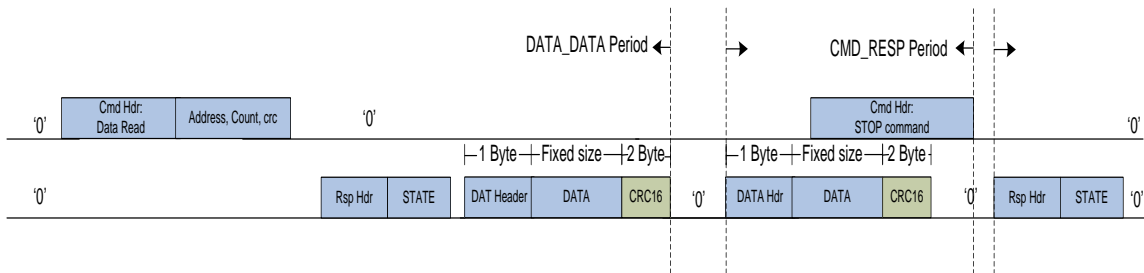 DATA_DATA Period
CMD_RESP Period
Cmd Hdr:
Data Read
Address, Count, crc
Cmd Hdr:
STOP command
‘0’
‘0’
‘0’
1 Byte
Fixed size
2 Byte
1 Byte
Fixed size
2 Byte
‘0’
Rsp Hdr
STATE
DAT Header
DATA
CRC16
‘0’
DATA Hdr
DATA
CRC16
‘0’
Rsp Hdr
STATE
‘0’